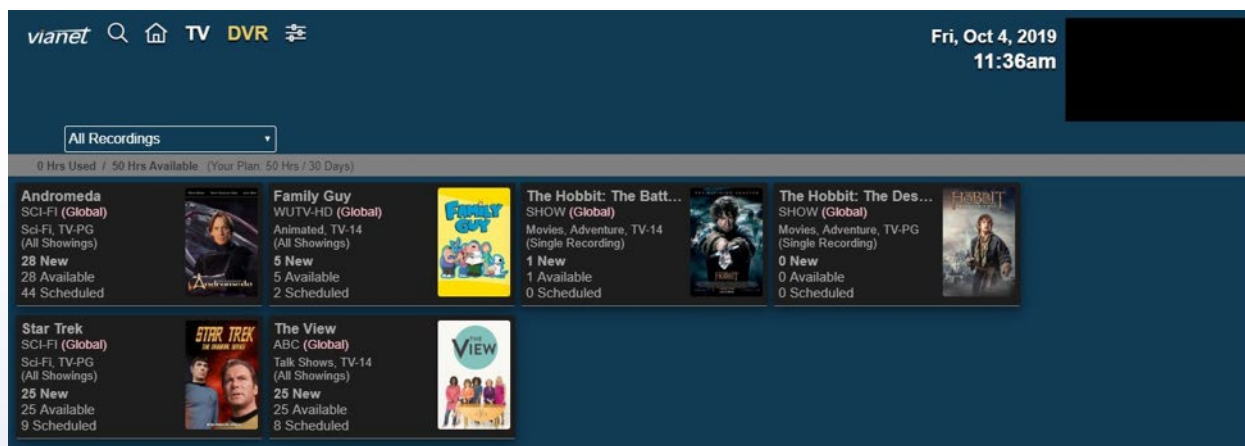 vianet TV DVR
Fri, Oct 4, 2019
11:36am
All Recordings
0 Hrs Used / 50 Hrs Available (Your Plan: 50 Hrs / 30 Days)
Andromeda
SCI-FI (Global)
Sci-Fi, TV-PG
(All Showings)
28 New
28 Available
44 Scheduled
Andromeda
Family Guy
WUTV-HD (Global)
Animated, TV-14
(All Showings)
5 New
5 Available
2 Scheduled
FAMILY
GUY
The Hobbit: The Batt...
SHOW (Global)
Movies, Adventure, TV-14
(Single Recording)
1 New
1 Available
0 Scheduled
HOBBIT
The Hobbit: The Des...
SHOW (Global)
Movies, Adventure, TV-PG
(Single Recording)
0 New
0 Available
0 Scheduled
HOBBIT
Star Trek
SCI-FI (Global)
Sci-Fi, TV-PG
(All Showings)
25 New
25 Available
9 Scheduled
STAR TREK
THE ORIGINAL SERIES
The View
ABC (Global)
Talk Shows, TV-14
(All Showings)
25 New
25 Available
8 Scheduled
THE
VIEW